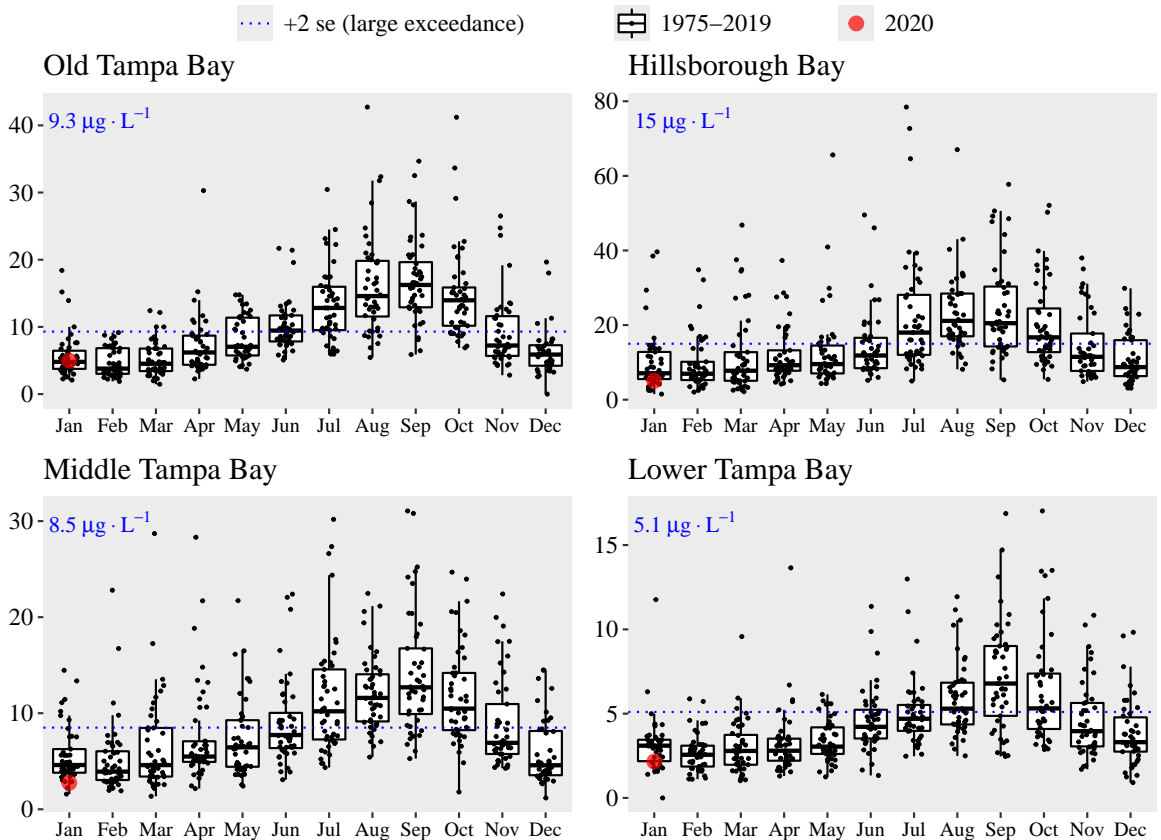 +2 se (large exceedance) 1975–2019 2020
Old Tampa Bay
9.3 μg · L⁻¹
40
30
20
10
0
Jan Feb Mar Apr May Jun Jul Aug Sep Oct Nov Dec
Hillsborough Bay
15 μg · L⁻¹
80
60
40
20
0
Jan Feb Mar Apr May Jun Jul Aug Sep Oct Nov Dec
Middle Tampa Bay
8.5 μg · L⁻¹
30
20
10
0
Jan Feb Mar Apr May Jun Jul Aug Sep Oct Nov Dec
Lower Tampa Bay
5.1 μg · L⁻¹
15
10
5
0
Jan Feb Mar Apr May Jun Jul Aug Sep Oct Nov Dec